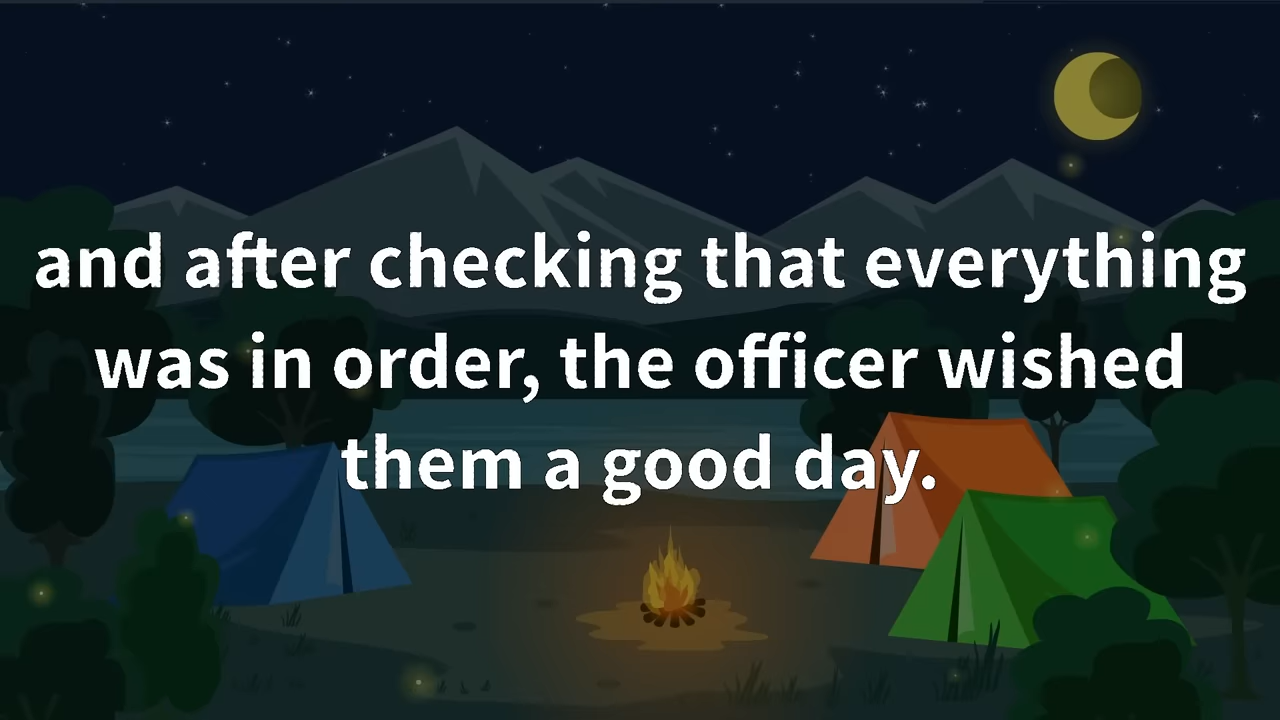 and after checking that everything
was in order, the officer wished
them a good day.